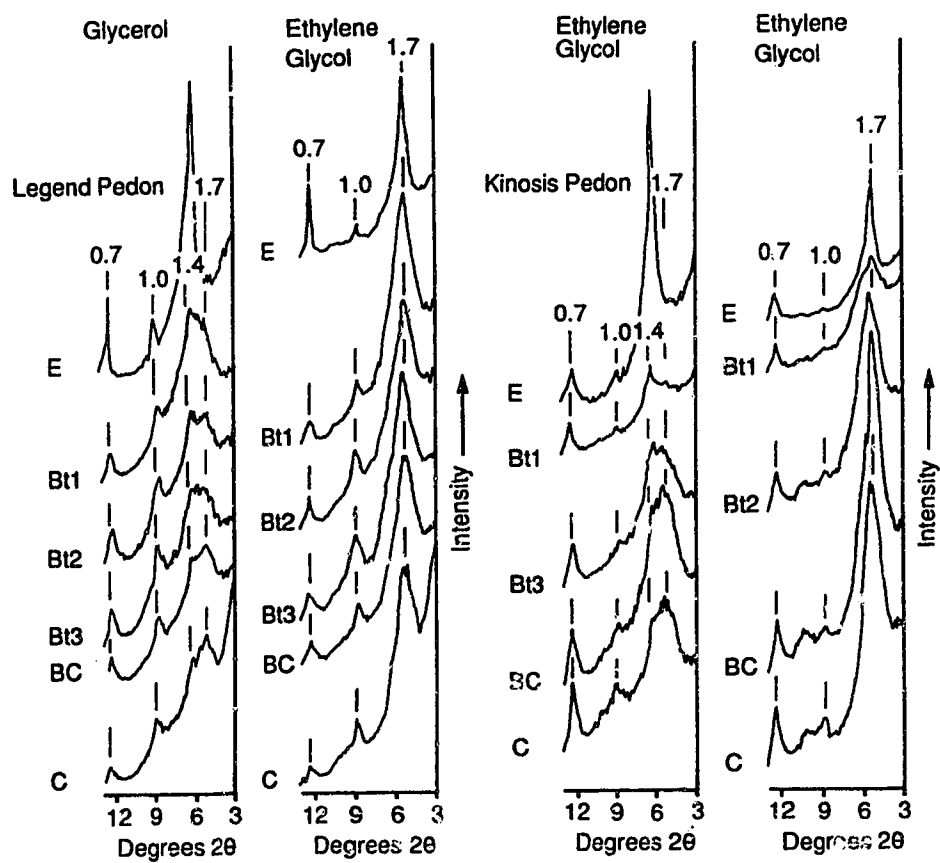 Glycerol
Legend Pedon
0.7
1.0
1.4
1.7
E
Bt1
Bt2
Bt3
BC
C
12 9 6 3
Degrees 2θ
Ethylene
Glycol
0.7
1.0
1.7
E
Bt1
Bt2
Bt3
BC
C
12 9 6 3
Degrees 2θ
Intensity
Ethylene
Glycol
Kinosis Pedon
0.7
1.0
1.4
1.7
E
Bt1
Bt3
BC
C
12 9 6 3
Degrees 2θ
Ethylene
Glycol
0.7
1.0
1.7
E
Bt1
Bt2
BC
C
12 9 6 3
Degrees 2θ
Intensity